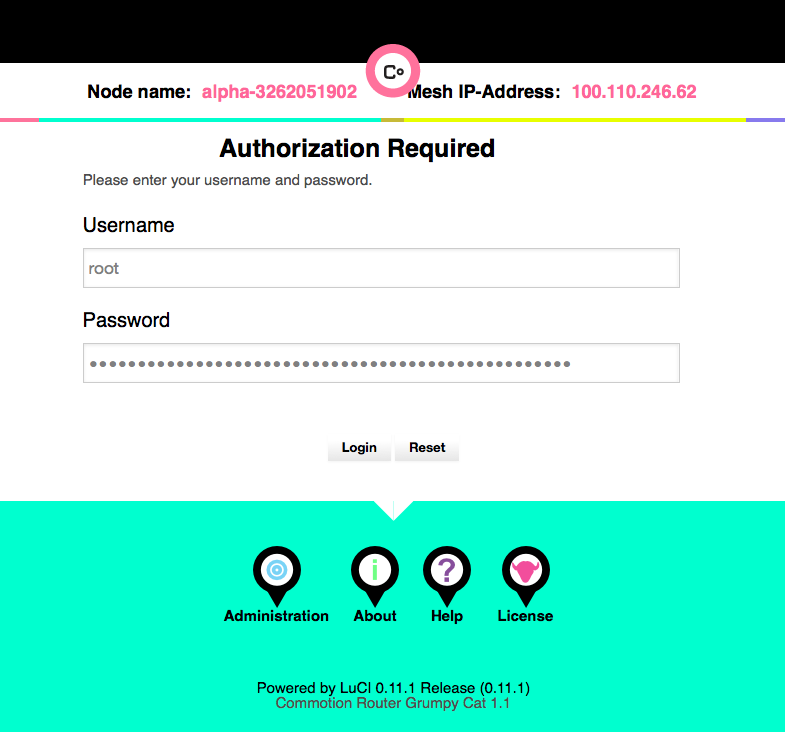 Co
Node name: alpha-3262051902 Mesh IP-Address: 100.110.246.62
Authorization Required
Please enter your username and password.
Username
root
Password
••••••••••••••••••••••••••••••••••••••••••••••••••
Login Reset
i ?
Administration About Help License
Powered by LuCI 0.11.1 Release (0.11.1)
Commotion Router Grumpy Cat 1.1